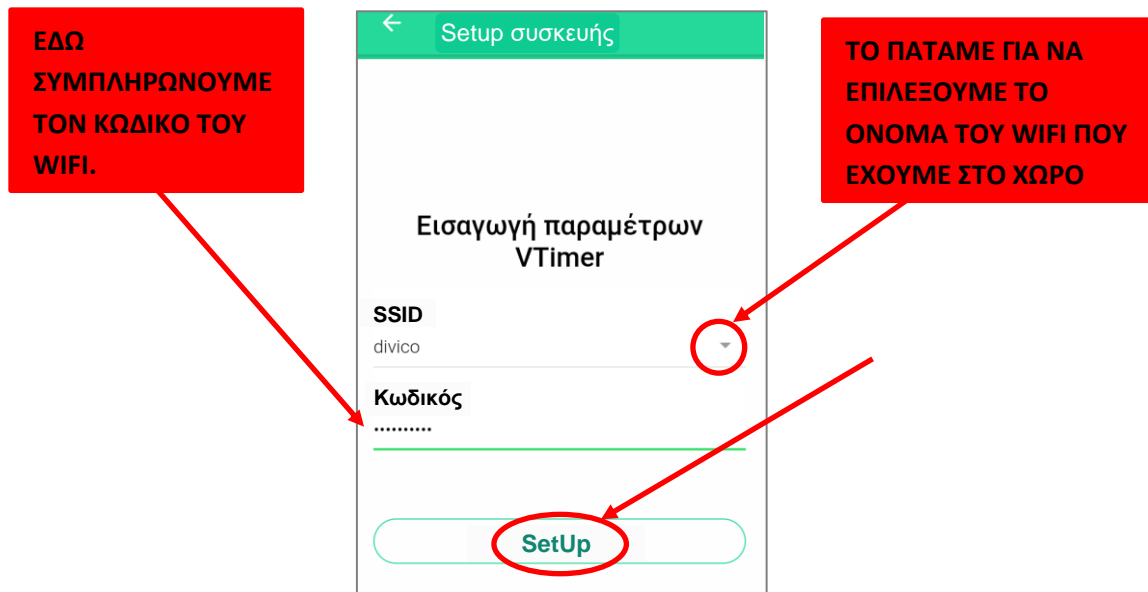 ΕΔΩ
ΣΥΜΠΛΗΡΩΝΟΥΜΕ
ΤΟΝ ΚΩΔΙΚΟ ΤΟΥ
WIFI.
Setup συσκευής
ΤΟ ΠΑΤΑΜΕ ΓΙΑ ΝΑ
ΕΠΙΛΕΞΟΥΜΕ ΤΟ
ΟΝΟΜΑ ΤΟΥ WIFI ΠΟΥ
ΕΧΟΥΜΕ ΣΤΟ ΧΩΡΟ
Εισαγωγή παραμέτρων
VTimer
SSID
divico
Κωδικός
••••••••••
SetUp